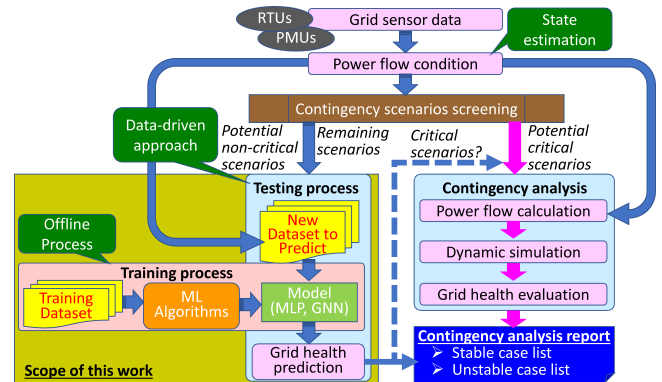 RTUs
PMUs
Grid sensor data
State
estimation
Power flow condition
Contingency scenarios screening
Data-driven
approach
Potential
non-critical
scenarios
Remaining
scenarios
Critical
scenarios?
Potential
critical
scenarios
Testing process
New
Dataset to
Predict
Contingency analysis
Power flow calculation
Dynamic simulation
Grid health evaluation
Offline
Process
Training process
Training
Dataset
ML
Algorithms
Model
(MLP, GNN)
Grid health
prediction
Contingency analysis report
➢ Stable case list
➢ Unstable case list
Scope of this work